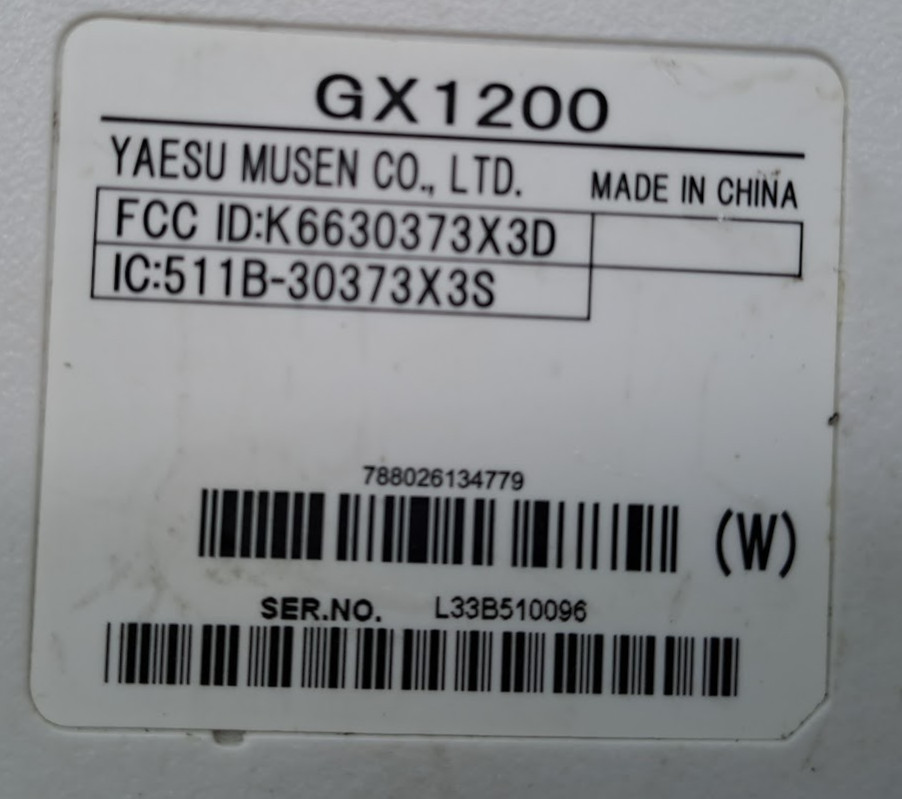 GX1200
YAESU MUSEN CO., LTD. MADE IN CHINA
FCC ID:K6630373X3D
IC:511B-30373X3S
788026134779
(W)
SER.NO. L33B510096